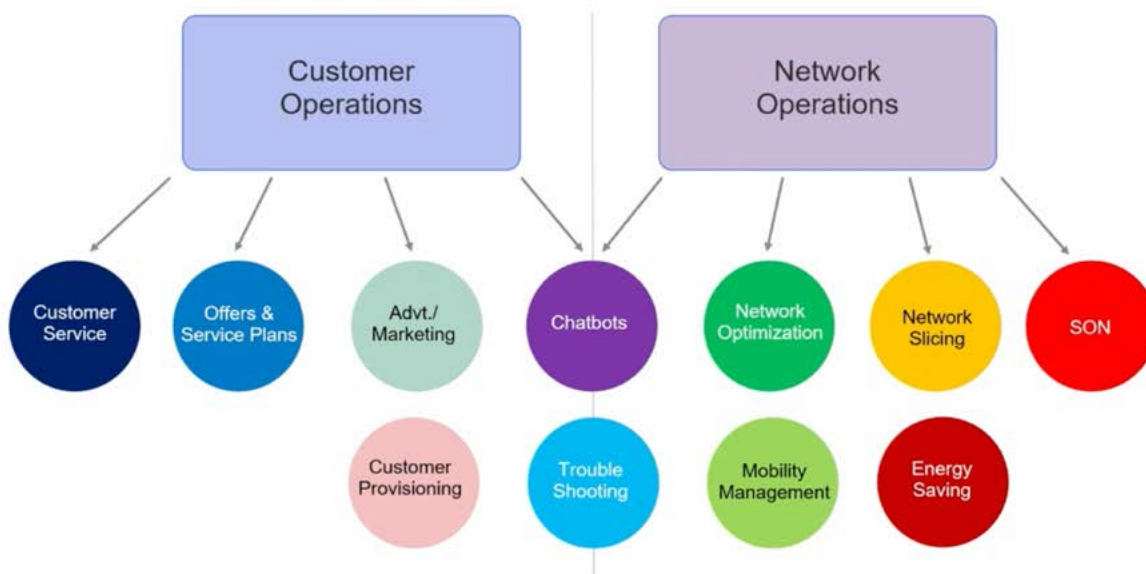 Customer
Operations
Network
Operations
Customer
Service
Offers &
Service Plans
Advt./
Marketing
Chatbots
Network
Optimization
Network
Slicing
SON
Customer
Provisioning
Trouble
Shooting
Mobility
Management
Energy
Saving